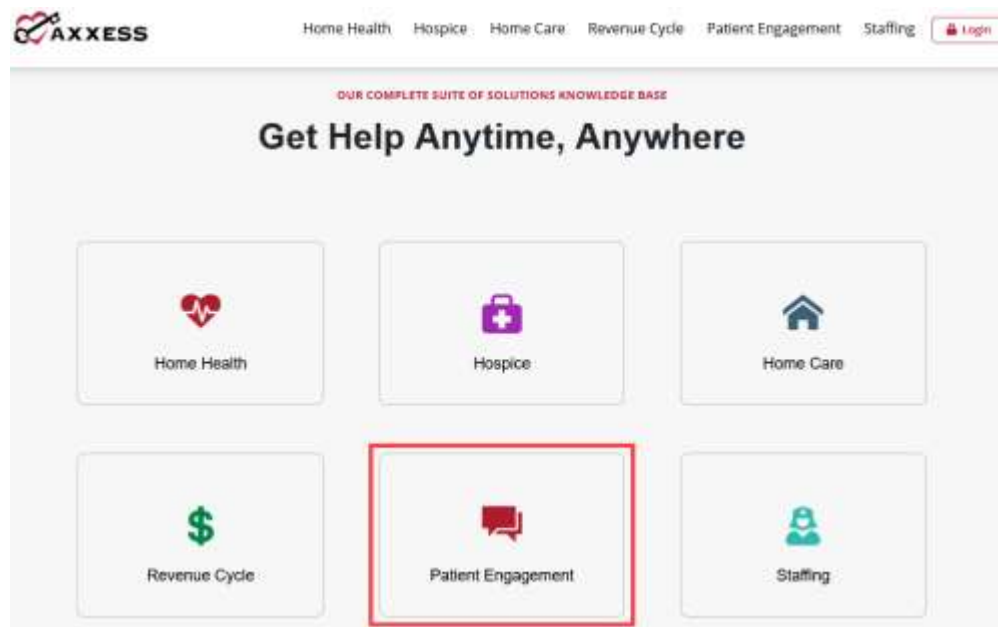 AXXESS
Home Health Hospice Home Care Revenue Cycle Patient Engagement Staffing Login
OUR COMPLETE SUITE OF SOLUTIONS KNOWLEDGE BASE
Get Help Anytime, Anywhere
Home Health Hospice Home Care
Revenue Cycle Patient Engagement Staffing